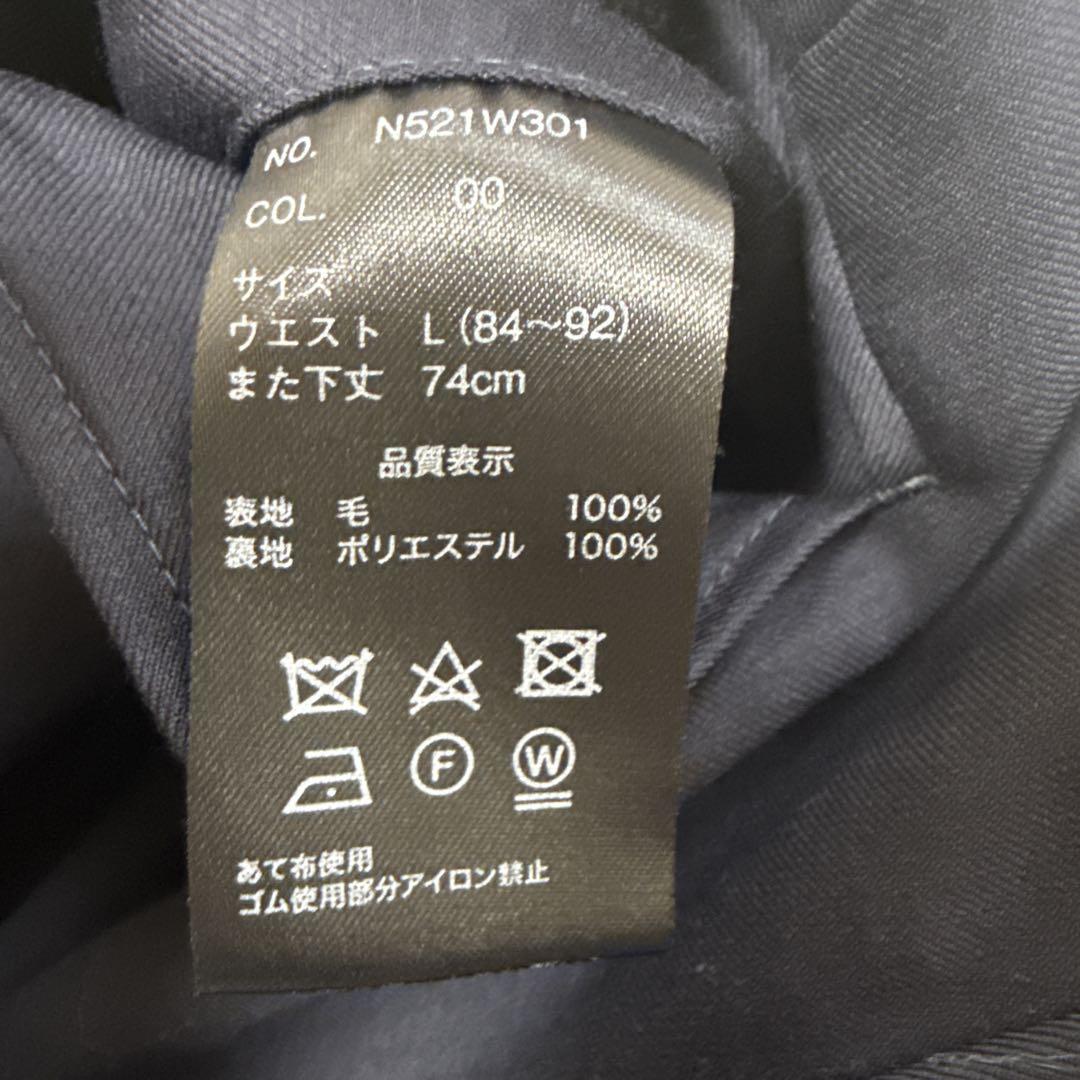 NO. N521W301
COL. 00
サイズ
ウエスト L(84〜92)
また下丈 74cm
品質表示
表地 毛 100%
裏地 ポリエステル 100%
F W
あて布使用
ゴム使用部分アイロン禁止